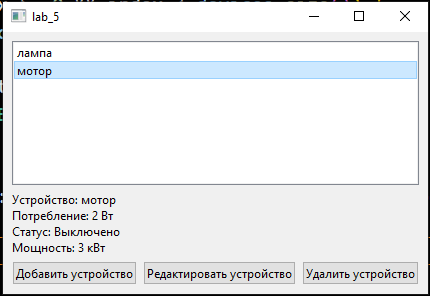 lab_5
лампа
мотор
Устройство: мотор
Потребление: 2 Вт
Статус: Выключено
Мощность: 3 кВт
Добавить устройство
Редактировать устройство
Удалить устройство